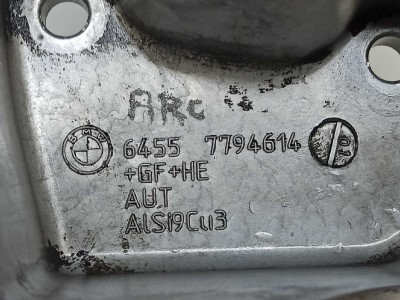 ARC
6455 7794614
+GF+HE
AUT
AlSi9Cu3